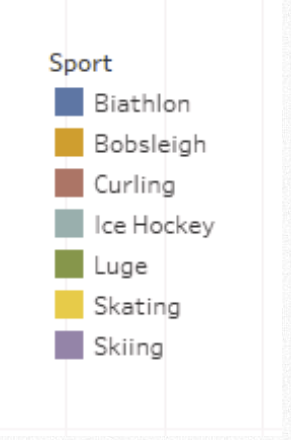 Sport
Biathlon
Bobsleigh
Curling
Ice Hockey
Luge
Skating
Skiing